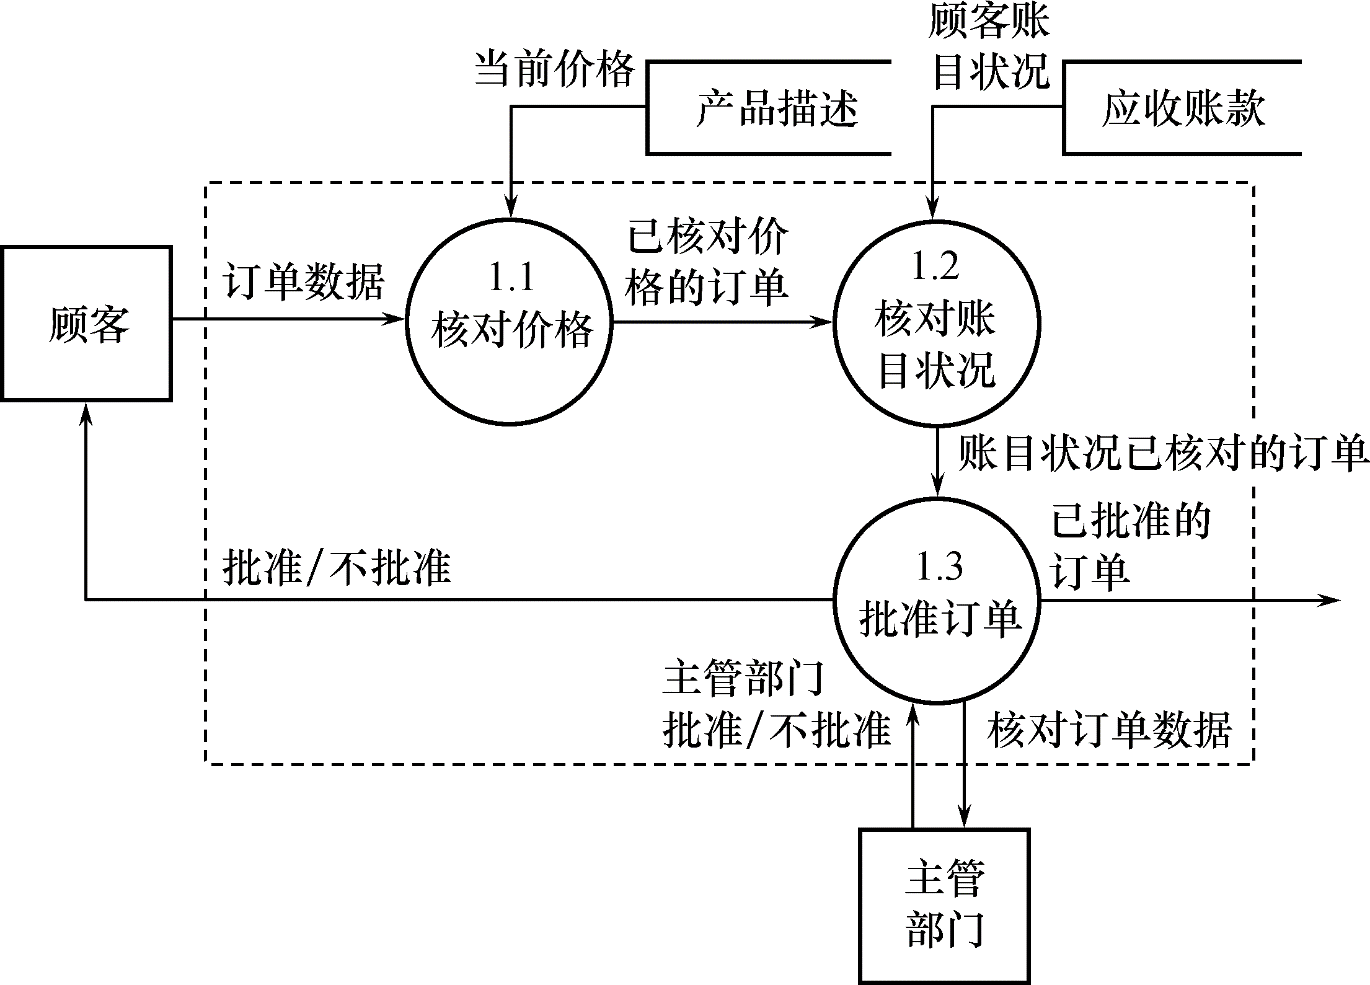 当前价格
产品描述
顾客账
目状况
应收账款
顾客
订单数据
1.1
核对价格
已核对价
格的订单
1.2
核对账
目状况
账目状况已核对的订单
批准/不批准
1.3
批准订单
已批准的
订单
主管部门
批准/不批准
核对订单数据
主管
部门